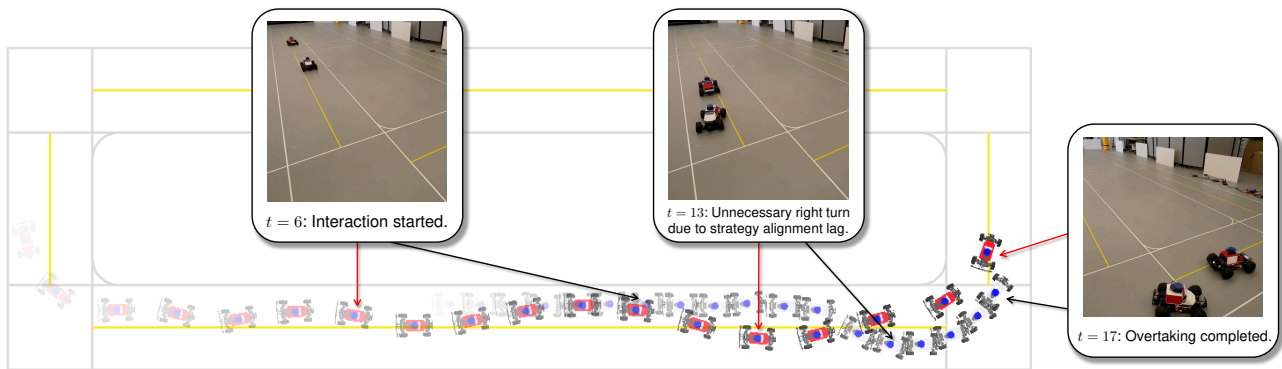 t = 6: Interaction started.
t = 13: Unnecessary right turn
due to strategy alignment lag.
t = 17: Overtaking completed.